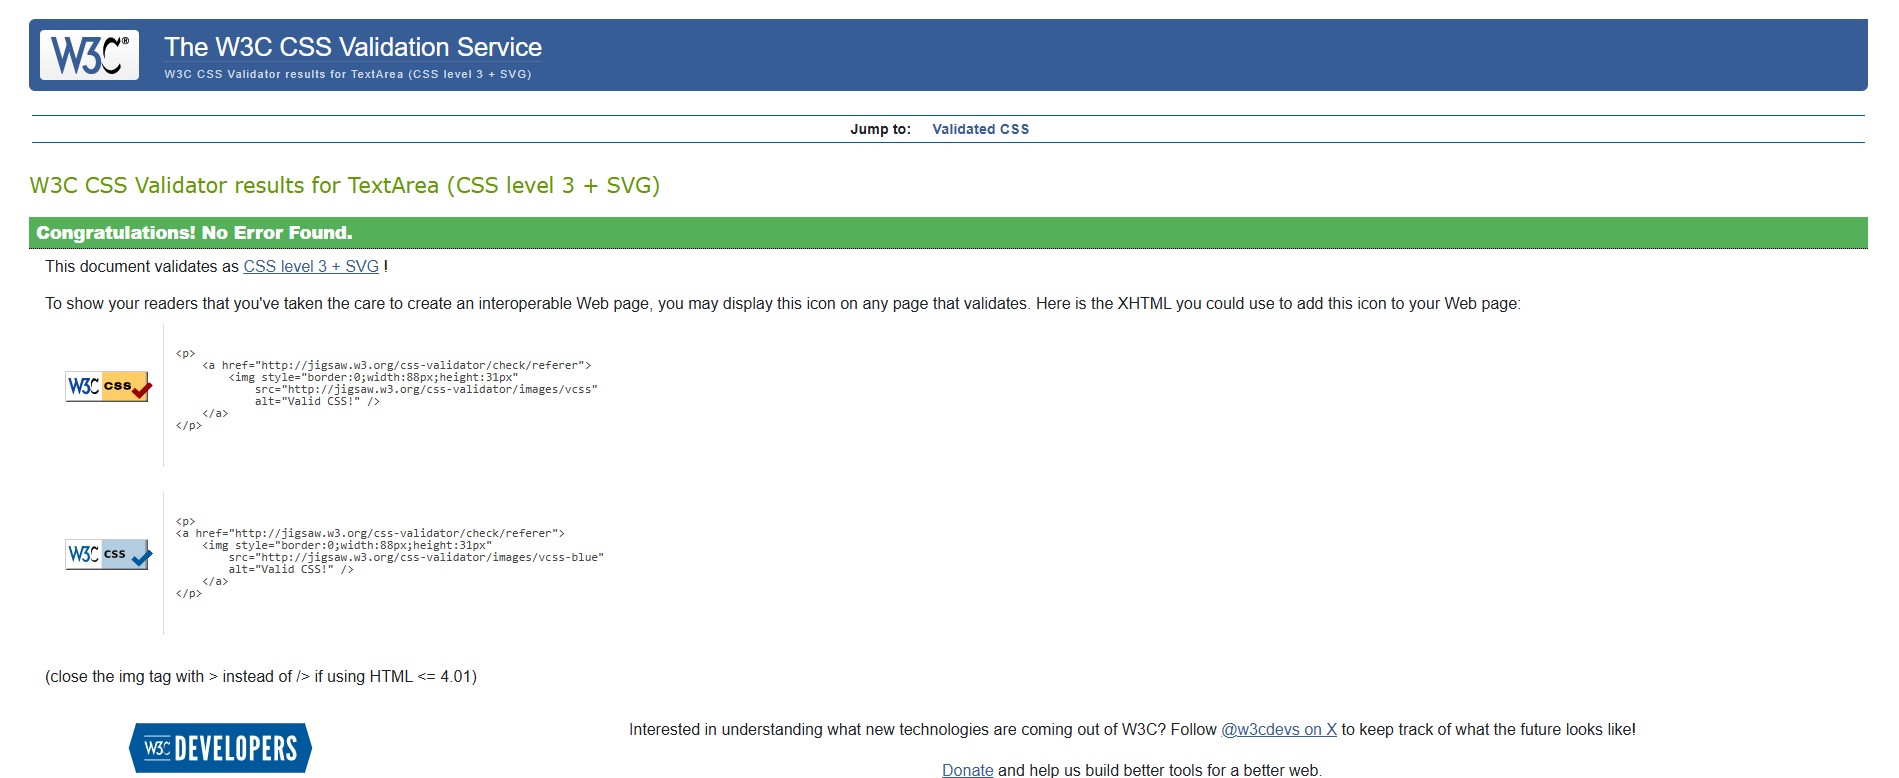 W3C®
The W3C CSS Validation Service
W3C CSS Validator results for TextArea (CSS level 3 + SVG)
Jump to: Validated CSS
W3C CSS Validator results for TextArea (CSS level 3 + SVG)
Congratulations! No Error Found.
This document validates as CSS level 3 + SVG !
To show your readers that you've taken the care to create an interoperable Web page, you may display this icon on any page that validates. Here is the XHTML you could use to add this icon to your Web page:
W3C css
<p>
    <a href="http://jigsaw.w3.org/css-validator/check/referer">
        <img style="border:0;width:88px;height:31px"
            src="http://jigsaw.w3.org/css-validator/images/vcss"
            alt="Valid CSS!" />
    </a>
</p>
W3C css
<p>
<a href="http://jigsaw.w3.org/css-validator/check/referer">
    <img style="border:0;width:88px;height:31px"
        src="http://jigsaw.w3.org/css-validator/images/vcss-blue"
        alt="Valid CSS!" />
    </a>
</p>
(close the img tag with > instead of /> if using HTML <= 4.01)
W3C DEVELOPERS
Interested in understanding what new technologies are coming out of W3C? Follow @w3cdevs on X to keep track of what the future looks like!
Donate and help us build better tools for a better web.